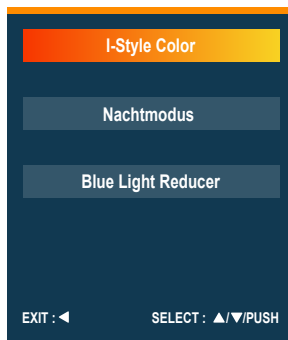 I-Style Color
Nachtmodus
Blue Light Reducer
EXIT : ◀ SELECT : ▲/▼/PUSH